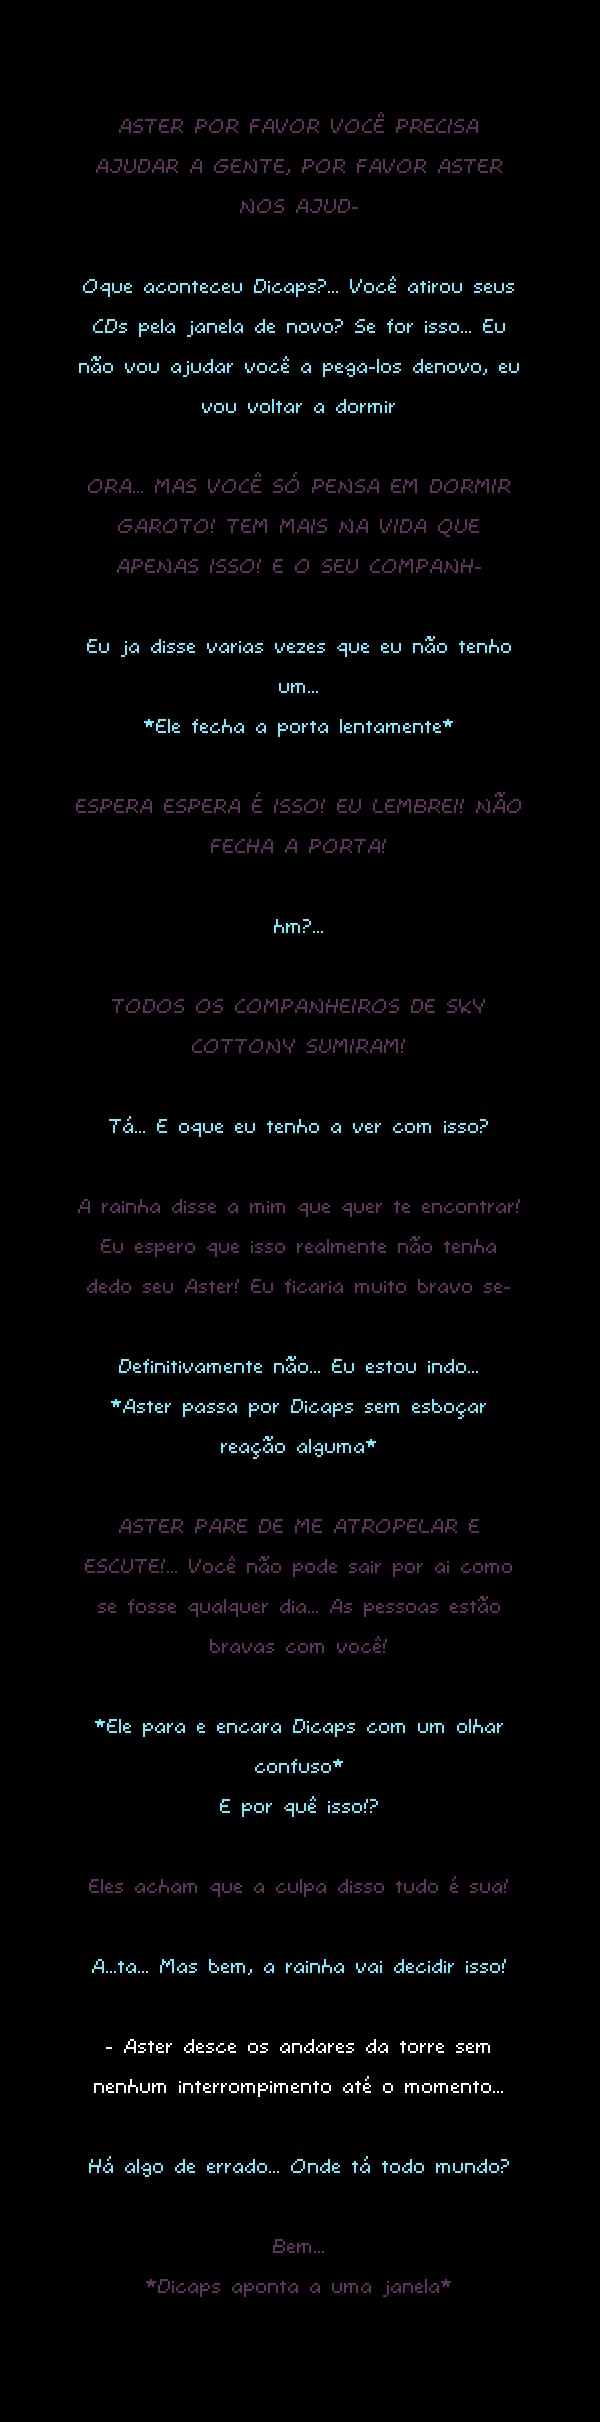 ASTER POR FAVOR VOCÊ PRECISA
AJUDAR A GENTE, POR FAVOR ASTER
NOS AJUD-
Oque aconteceu Dicaps?... Você atirou seus
CDs pela janela de novo? Se for isso... Eu
não vou ajudar você a pega-los denovo, eu
vou voltar a dormir
ORA... MAS VOCÊ SÓ PENSA EM DORMIR
GAROTO! TEM MAIS NA VIDA QUE
APENAS ISSO! E O SEU COMPANH-
Eu ja disse varias vezes que eu não tenho
um...
*Ele fecha a porta lentamente*
ESPERA ESPERA É ISSO! EU LEMBREI! NÃO
FECHA A PORTA!
hm?...
TODOS OS COMPANHEIROS DE SKY
COTTONY SUMIRAM!
Tá... E oque eu tenho a ver com isso?
A rainha disse a mim que quer te encontrar!
Eu espero que isso realmente não tenha
dedo seu Aster! Eu ficaria muito bravo se-
Definitivamente não... Eu estou indo...
*Aster passa por Dicaps sem esboçar
reação alguma*
ASTER PARE DE ME ATROPELAR E
ESCUTE!... Você não pode sair por ai como
se fosse qualquer dia... As pessoas estão
bravas com você!
*Ele para e encara Dicaps com um olhar
confuso*
E por quê isso!?
Eles acham que a culpa disso tudo é sua!
A...ta... Mas bem, a rainha vai decidir isso!
- Aster desce os andares da torre sem
nenhum interrompimento até o momento...
Há algo de errado... Onde tá todo mundo?
Bem...
*Dicaps aponta a uma janela*